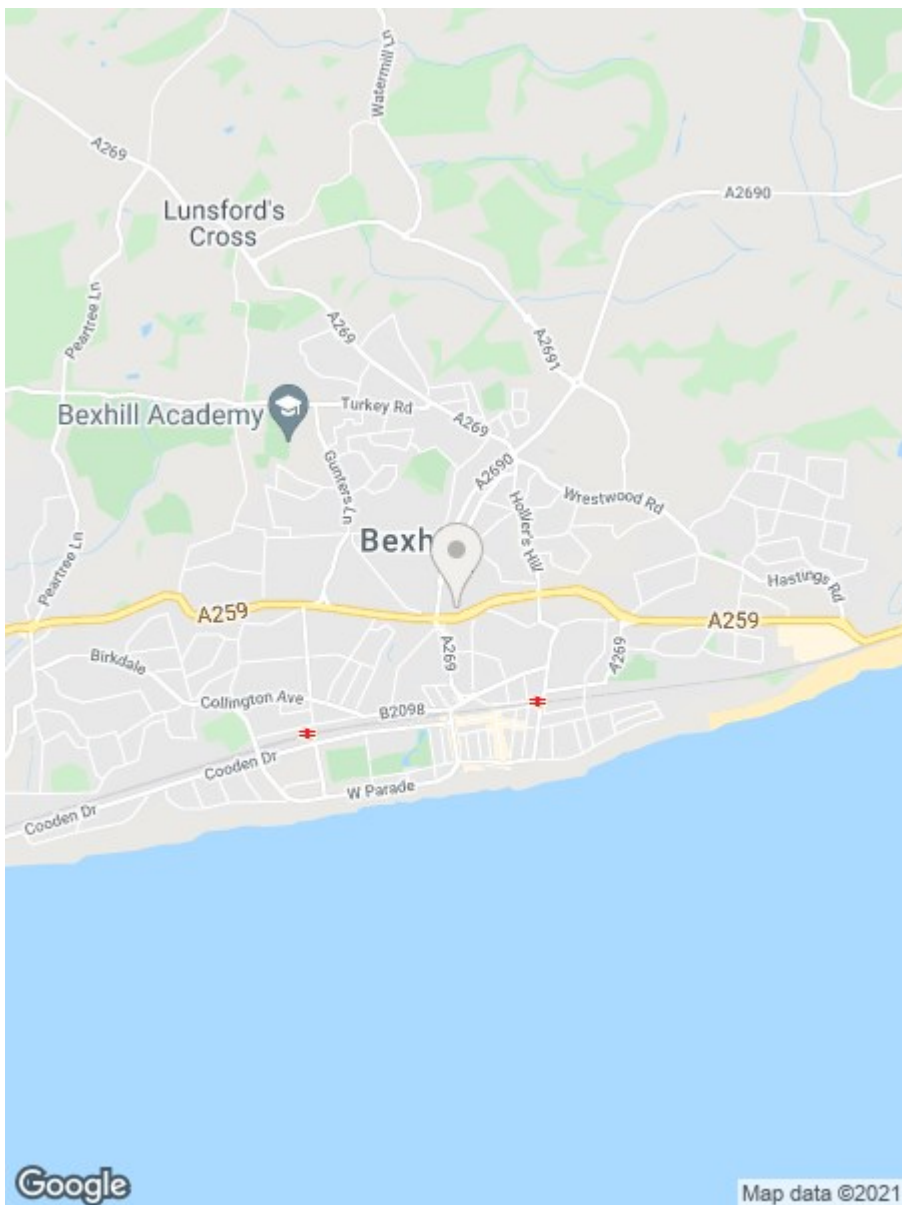 Watermill Ln
A269
A2690
Lunsford's
Cross
Peartree Ln
A269
A2691
Bexhill Academy
Turkey Rd
A269
A2690
Gunters Ln
Holliers Hill
Wrestwood Rd
Bexh
Peartree Ln
Hastings Rd
A259
A259
Birkdale
A269
A269
Collington Ave
B2098
Cooden Dr
W Parade
Cooden Dr
Google
Map data ©2021